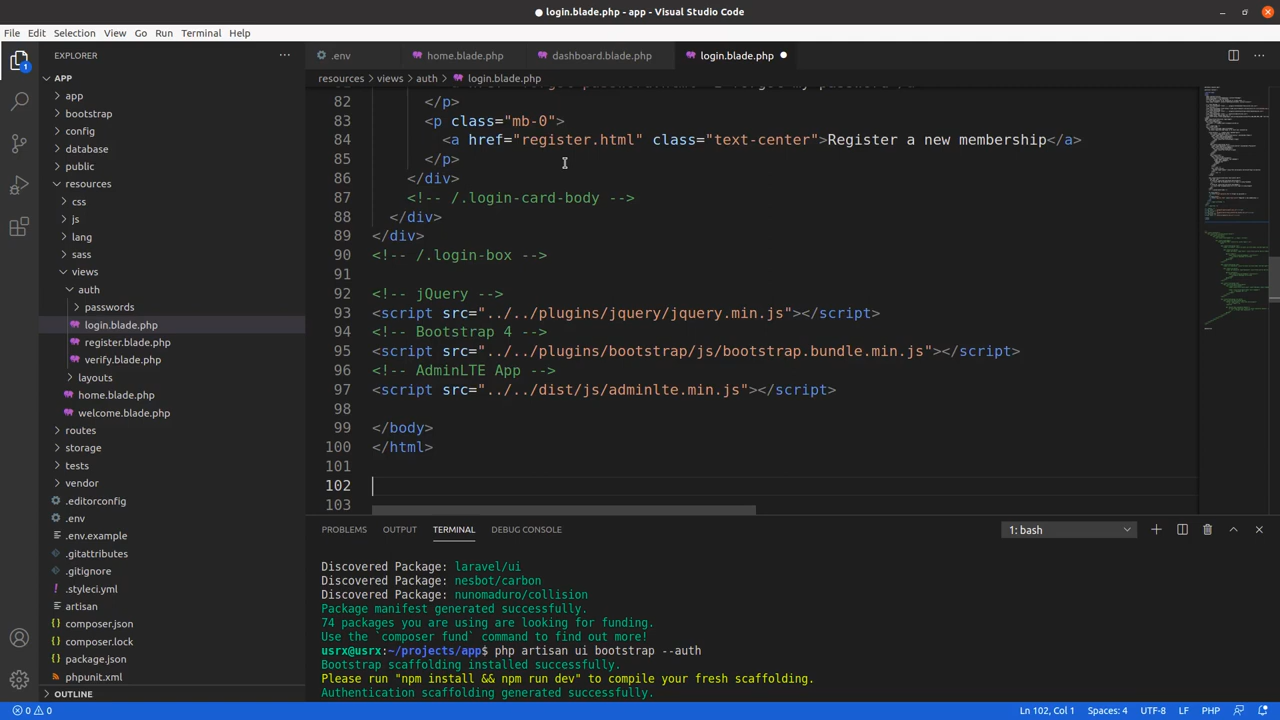 login.blade.php - app - Visual Studio Code
File Edit Selection View Go Run Terminal Help
EXPLORER
.env
home.blade.php
dashboard.blade.php
login.blade.php
resources > views > auth > login.blade.php
1
APP
app
bootstrap
config
database
public
resources
css
js
lang
sass
views
auth
passwords
login.blade.php
register.blade.php
verify.blade.php
layouts
home.blade.php
welcome.blade.php
routes
storage
tests
vendor
.editorconfig
.env
.env.example
.gitattributes
.gitignore
.styleci.yml
artisan
composer.json
composer.lock
package.json
phpunit.xml
OUTLINE
82 </p>
83 <p class="mb-0">
84 <a href="register.html" class="text-center">Register a new membership</a>
85 </p>
86 </div>
87 <!-- /.login-card-body -->
88 </div>
89 </div>
90 <!-- /.login-box -->
91
92 <!-- jQuery -->
93 <script src="../../plugins/jquery/jquery.min.js"></script>
94 <!-- Bootstrap 4 -->
95 <script src="../../plugins/bootstrap/js/bootstrap.bundle.min.js"></script>
96 <!-- AdminLTE App -->
97 <script src="../../dist/js/adminlte.min.js"></script>
98
99 </body>
100 </html>
101
102
103
PROBLEMS OUTPUT TERMINAL DEBUG CONSOLE 1: bash
Discovered Package: laravel/ui
Discovered Package: nesbot/carbon
Discovered Package: nunomaduro/collision
Package manifest generated successfully.
74 packages you are using are looking for funding.
Use the `composer fund` command to find out more!
usrx@usrx:~/projects/app$ php artisan ui bootstrap --auth
Bootstrap scaffolding installed successfully.
Please run "npm install && npm run dev" to compile your fresh scaffolding.
Authentication scaffolding generated successfully.
0 0 Ln 102, Col 1 Spaces: 4 UTF-8 LF PHP